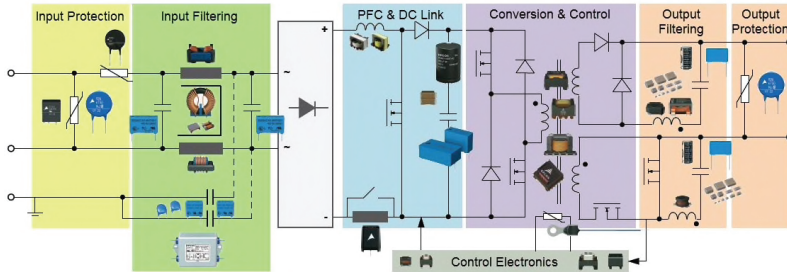 Input Protection
Input Filtering
PFC & DC Link
Conversion & Control
Output
Filtering
Output
Protection
+
~
~
-
Control Electronics